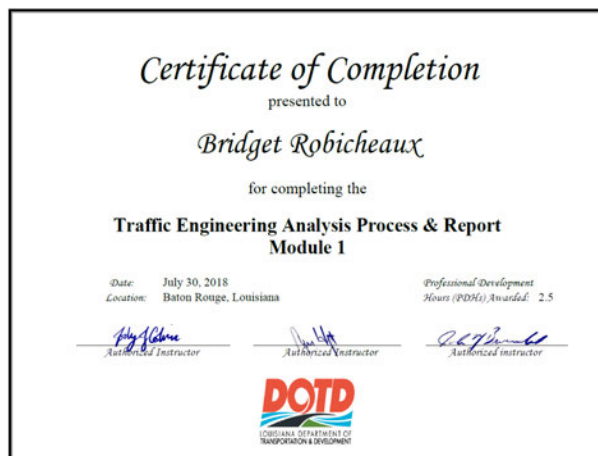 Certificate of Completion
presented to
Bridget Robicheaux
for completing the
Traffic Engineering Analysis Process & Report
Module 1
Date: July 30, 2018
Location: Baton Rouge, Louisiana
Professional Development
Hours (PDHs) Awarded: 2.5
Authorized Instructor
Authorized Instructor
Authorized instructor
DOTD
LOUISIANA DEPARTMENT OF
TRANSPORTATION & DEVELOPMENT